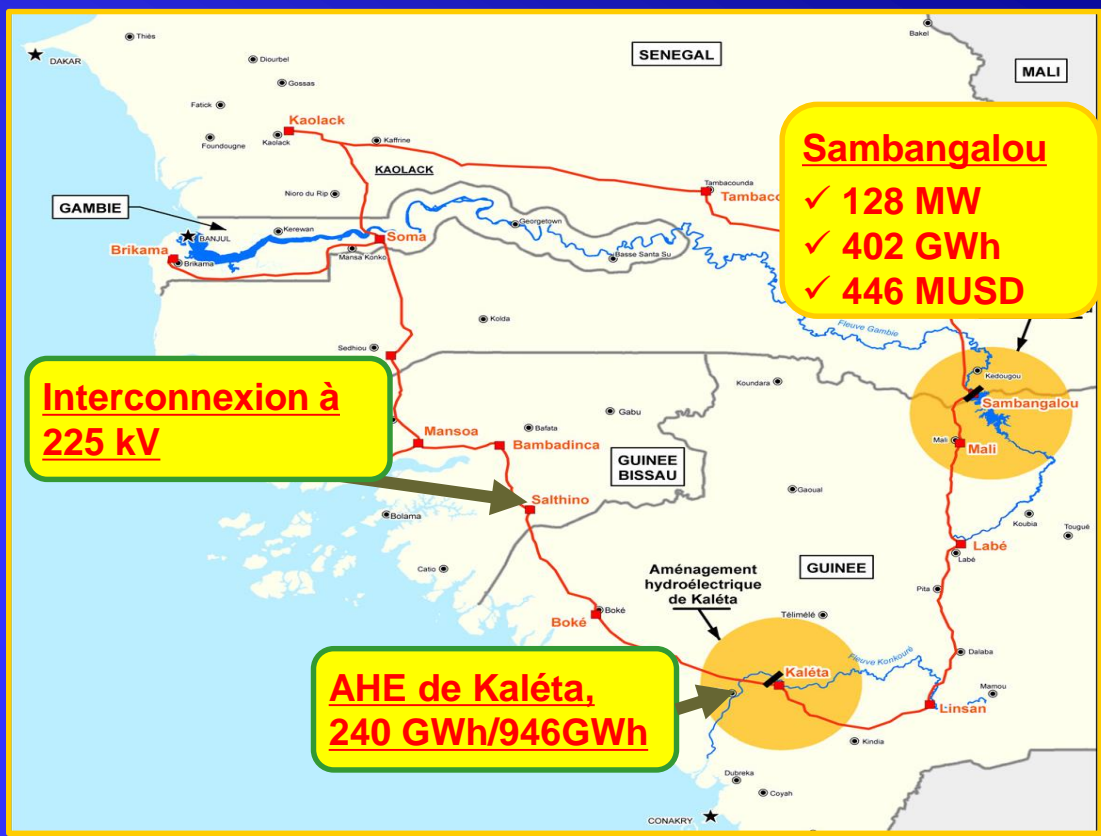 Thiés
DAKAR
Diourbel
Bakel
SENEGAL
MALI
Gossas
Fatick
Kaolack
Foundougne
Kaolack
Kaffrine
KAOLACK
Nioro du Rip
Tambacounda
GAMBIE
BANJUL
Kerewan
Georgetown
Soma
Brikama
Brikama
Mansa Konko
Basse Santa Su
Sambangalou
✓ 128 MW
✓ 402 GWh
✓ 446 MUSD
Kolda
Fleuve Gambie
Sedhiou
Koundara
Kédougou
Interconnexion à
225 kV
Sambangalou
Gabu
Mansoa
Bafata
Bambadinca
Mali
Mali
GUINEE
BISSAU
Salthino
Gaoual
Bolama
Koubia
Tougué
Labé
Labé
Catio
GUINEE
Aménagement
hydroélectrique
de Kaléta
Pita
Boké
Boké
Télimélé
Fleuve Konkouré
Dalaba
Kaléta
Mamou
AHE de Kaléta,
240 GWh/946GWh
Linsan
Kindia
Dubreka
Coyah
CONAKRY